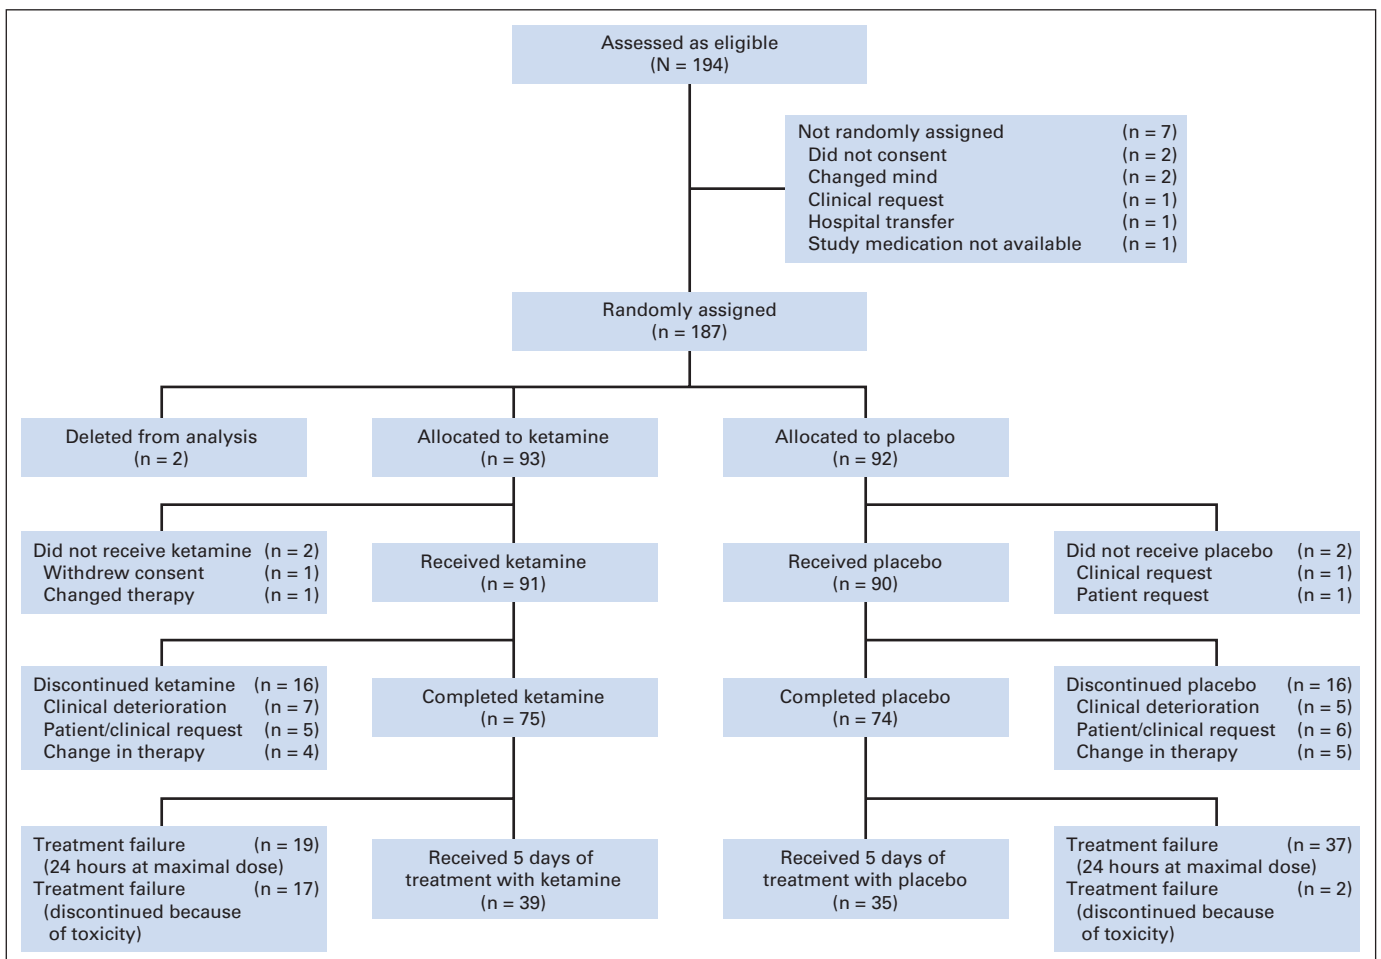 Assessed as eligible
(N = 194)
Not randomly assigned (n = 7)
Did not consent (n = 2)
Changed mind (n = 2)
Clinical request (n = 1)
Hospital transfer (n = 1)
Study medication not available (n = 1)
Randomly assigned
(n = 187)
Deleted from analysis
(n = 2)
Allocated to ketamine
(n = 93)
Allocated to placebo
(n = 92)
Did not receive ketamine (n = 2)
Withdrew consent (n = 1)
Changed therapy (n = 1)
Received ketamine
(n = 91)
Received placebo
(n = 90)
Did not receive placebo (n = 2)
Clinical request (n = 1)
Patient request (n = 1)
Discontinued ketamine (n = 16)
Clinical deterioration (n = 7)
Patient/clinical request (n = 5)
Change in therapy (n = 4)
Completed ketamine
(n = 75)
Completed placebo
(n = 74)
Discontinued placebo (n = 16)
Clinical deterioration (n = 5)
Patient/clinical request (n = 6)
Change in therapy (n = 5)
Treatment failure (n = 19)
(24 hours at maximal dose)
Treatment failure (n = 17)
(discontinued because
of toxicity)
Received 5 days of
treatment with ketamine
(n = 39)
Received 5 days of
treatment with placebo
(n = 35)
Treatment failure (n = 37)
(24 hours at maximal dose)
Treatment failure (n = 2)
(discontinued because
of toxicity)